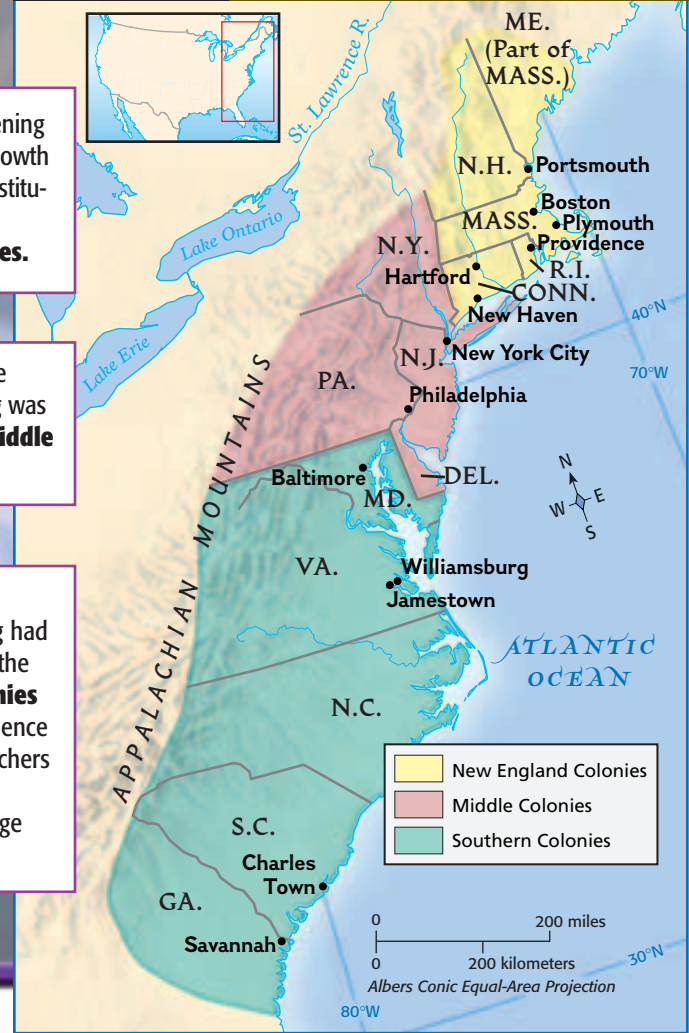 ening
owth
stitu-
es.
e
g was
iddle
g had
the
nies
ence
chers
ge
ME.
(Part of
MASS.)
St. Lawrence R.
N.H.
Portsmouth
Boston
MASS.
Plymouth
Providence
N.Y.
Lake Ontario
Hartford
R.I.
CONN.
New Haven
40°N
Lake Erie
N.J.
New York City
70°W
PA.
Philadelphia
APPALACHIAN MOUNTAINS
Baltimore
DEL.
MD.
N
W E
S
VA.
Williamsburg
Jamestown
ATLANTIC
OCEAN
N.C.
New England Colonies
Middle Colonies
Southern Colonies
S.C.
Charles
Town
GA.
Savannah
0 200 miles
0 200 kilometers
Albers Conic Equal-Area Projection
30°N
80°W